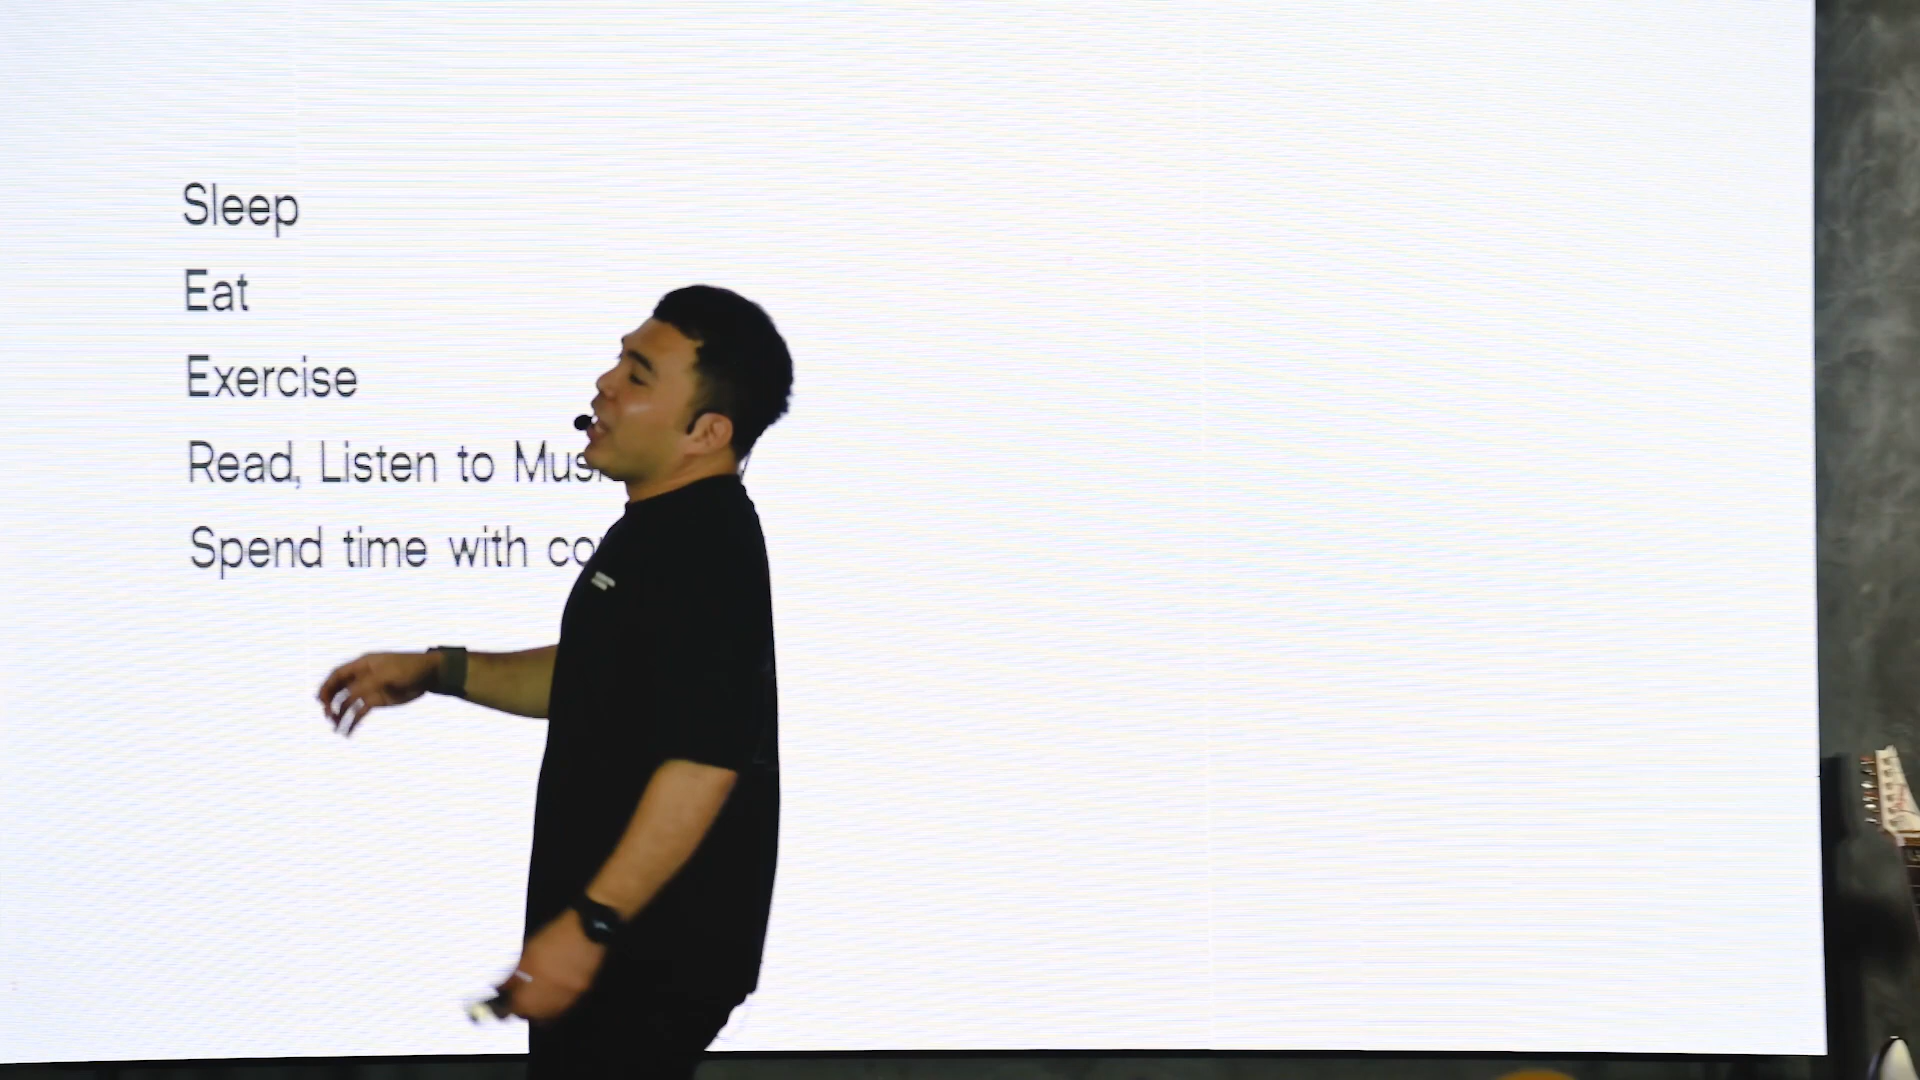 Sleep
Eat
Exercise
Read, Listen to
Spend time with